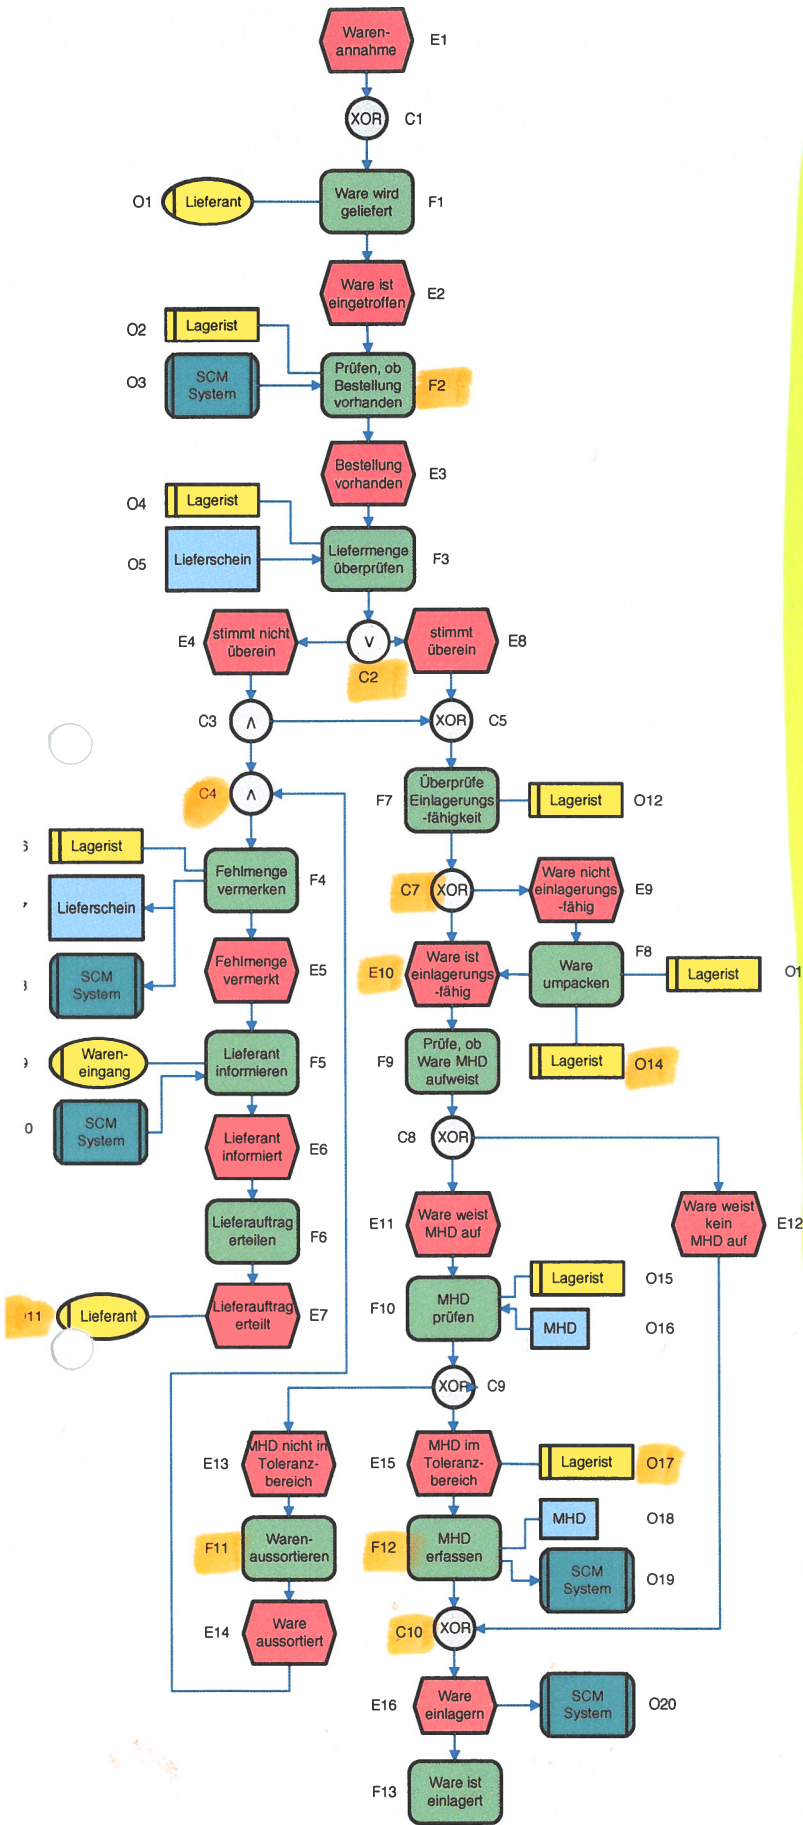 Waren-
annahme
E1
XOR
C1
O1
Lieferant
Ware wird
geliefert
F1
Ware ist
eingetroffen
E2
O2
Lagerist
O3
SCM
System
Prüfen, ob
Bestellung
vorhanden
F2
Bestellung
vorhanden
E3
O4
Lagerist
O5
Lieferschein
Liefermenge
überprüfen
F3
E4
stimmt nicht
überein
V
C2
stimmt
überein
E8
C3
Λ
XOR
C5
C4
Λ
F7
Überprüfe
Einlagerungs
-fähigkeit
Lagerist
O12
Lagerist
Lieferschein
SCM
System
Fehlmenge
vermerken
F4
C7
XOR
Ware nicht
einlagerungs
-fähig
E9
Fehlmenge
vermerkt
E5
E10
Ware ist
einlagerungs
-fähig
Ware
umpacken
F8
Lagerist
O1
Waren-
eingang
Lieferant
informieren
F5
F9
Prüfe, ob
Ware MHD
aufweist
Lagerist
O14
0
SCM
System
Lieferant
informiert
E6
C8
XOR
Lieferauftrag
erteilen
F6
E11
Ware weist
MHD auf
Ware weist
kein
MHD auf
E12
11
Lieferant
Lieferauftrag
erteilt
E7
F10
MHD
prüfen
Lagerist
O15
MHD
O16
XOR
C9
E13
MHD nicht in
Toleranz-
bereich
E15
MHD im
Toleranz-
bereich
Lagerist
O17
F11
Waren-
aussortieren
F12
MHD
erfassen
MHD
O18
SCM
System
O19
E14
Ware
aussortiert
C10
XOR
E16
Ware
einlagern
SCM
System
O20
F13
Ware ist
einlagert